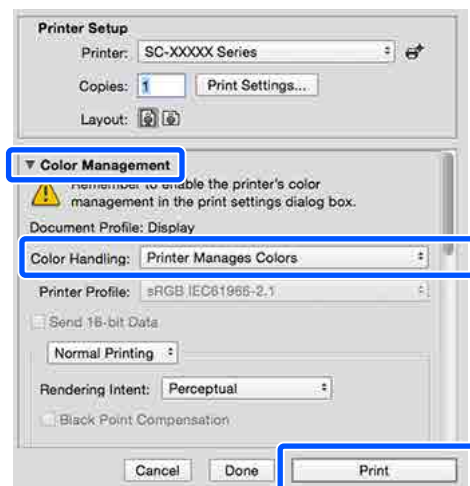 Printer Setup
Printer: SC-XXXXX Series
Copies: 1 Print Settings...
Layout:
▼ Color Management
Remember to enable the printer's color
management in the print settings dialog box.
Document Profile: Display
Color Handling: Printer Manages Colors
Printer Profile: sRGB IEC61966-2.1
Send 16-bit Data
Normal Printing
Rendering Intent: Perceptual
Black Point Compensation
Cancel Done Print